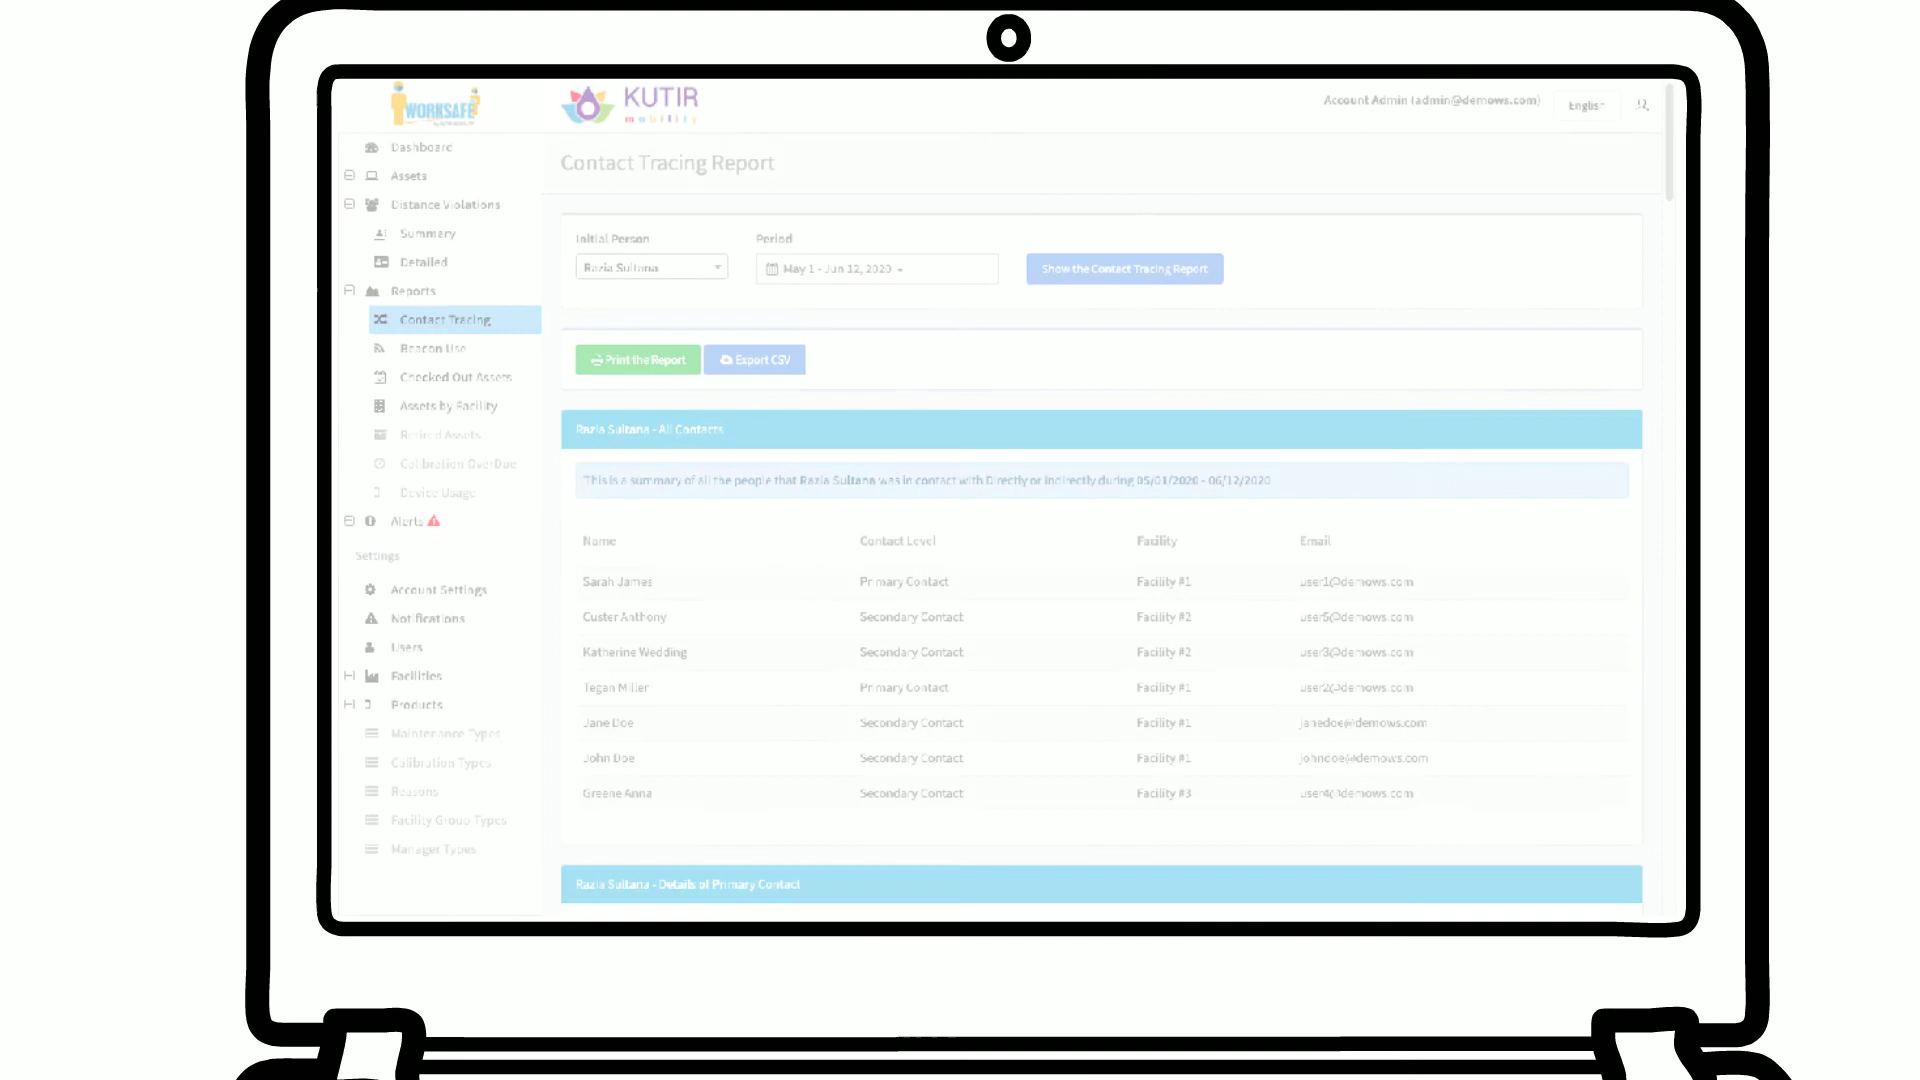 WORKSAFE
KUTIR
mobility
Account Admin (admin@demows.com)
English
Dashboard
Assets
Distance Violations
Summary
Detailed
Reports
Contact Tracing
Beacon Use
Checked Out Assets
Assets by Facility
Retired Assets
Calibration OverDue
Device Usage
Alerts
Settings
Account Settings
Notifications
Users
Facilities
Products
Maintenance Types
Calibration Types
Reasons
Facility Group Types
Manager Types
Contact Tracing Report
Initial Person
Period
Razia Sultana
May 1 - Jun 12, 2020
Show the Contact Tracing Report
Print the Report
Export CSV
Razia Sultana - All Contacts
This is a summary of all the people that Razia Sultana was in contact with Directly or Indirectly during 05/01/2020 - 06/12/2020
Name Contact Level Facility Email
Sarah James Primary Contact Facility #1 user1@demows.com
Custer Anthony Secondary Contact Facility #2 user5@demows.com
Katherine Wedding Secondary Contact Facility #2 user3@demows.com
Tegan Miller Primary Contact Facility #1 user2@demows.com
Jane Doe Secondary Contact Facility #1 janedoe@demows.com
John Doe Secondary Contact Facility #1 johndoe@demows.com
Greene Anna Secondary Contact Facility #3 user4@demows.com
Razia Sultana - Details of Primary Contact